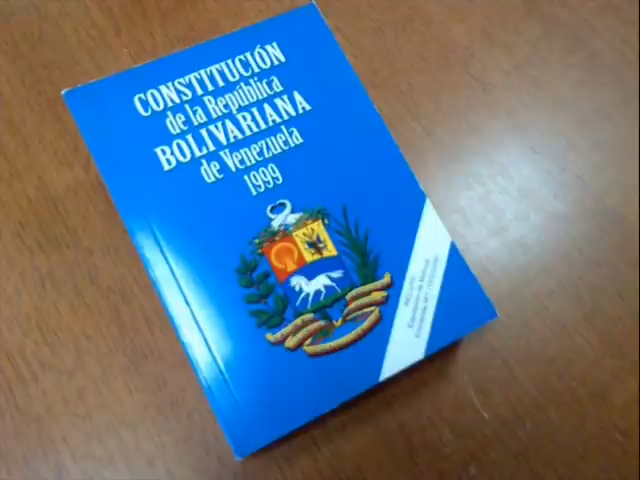 CONSTITUCIÓN
de la República
BOLIVARIANA
de Venezuela
1999